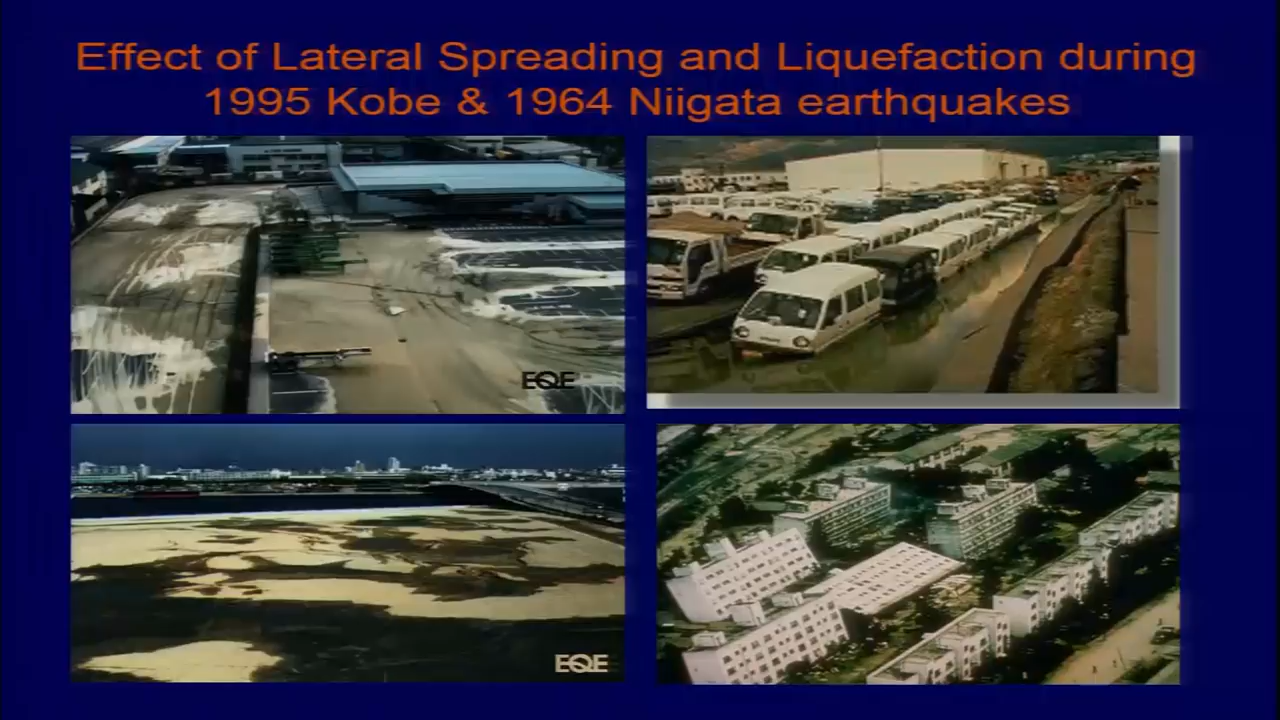 Effect of Lateral Spreading and Liquefaction during
1995 Kobe & 1964 Niigata earthquakes
EQE
EQE